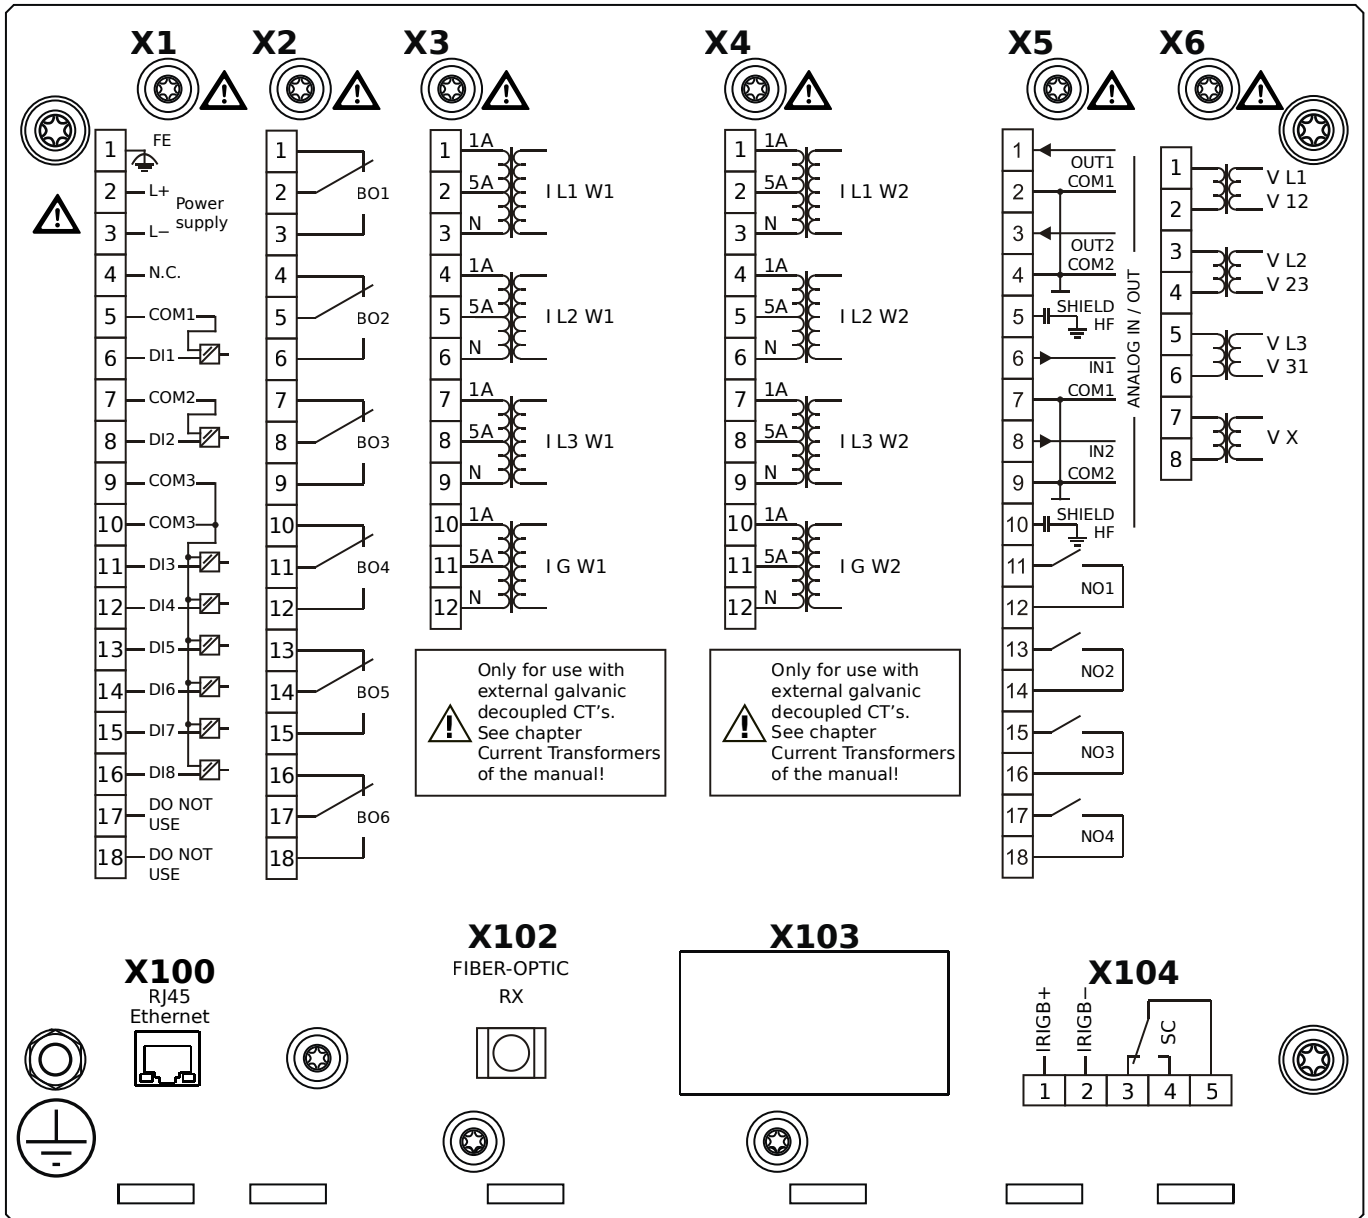 X1
X2
X3
X4
X5
X6
1
FE
2
L+
Power
supply
3
L−
4
N.C.
5
COM1
6
DI1
7
COM2
8
DI2
9
COM3
10
COM3
11
DI3
12
DI4
13
DI5
14
DI6
15
DI7
16
DI8
17
DO NOT
USE
18
DO NOT
USE
1
2
BO1
3
4
5
BO2
6
7
8
BO3
9
10
11
BO4
12
13
14
BO5
15
16
17
BO6
18
1
1A
2
5A
I L1 W1
3
N
4
1A
5
5A
I L2 W1
6
N
7
1A
8
5A
I L3 W1
9
N
10
1A
11
5A
I G W1
12
N
Only for use with
external galvanic
decoupled CT's.
See chapter
Current Transformers
of the manual!
1
1A
2
5A
I L1 W2
3
N
4
1A
5
5A
I L2 W2
6
N
7
1A
8
5A
I L3 W2
9
N
10
1A
11
5A
I G W2
12
N
Only for use with
external galvanic
decoupled CT's.
See chapter
Current Transformers
of the manual!
1
OUT1
2
COM1
3
OUT2
4
COM2
5
SHIELD
HF
6
IN1
7
COM1
8
IN2
9
COM2
10
SHIELD
HF
ANALOG IN / OUT
11
NO1
12
13
NO2
14
15
NO3
16
17
NO4
18
1
V L1
2
V 12
3
V L2
4
V 23
5
V L3
6
V 31
7
V X
8
X100
RJ45
Ethernet
X102
FIBER-OPTIC
RX
X103
X104
IRIGB+
IRIGB−
SC
1 2 3 4 5